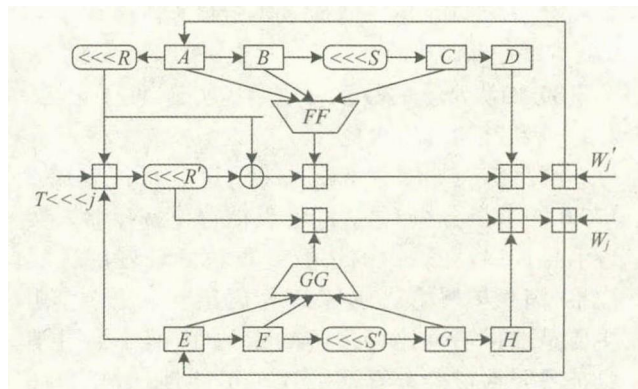 <<<R A B <<<S C D
FF
T<<<j <<<R' W_j'
W_j
GG
E F <<<S' G H